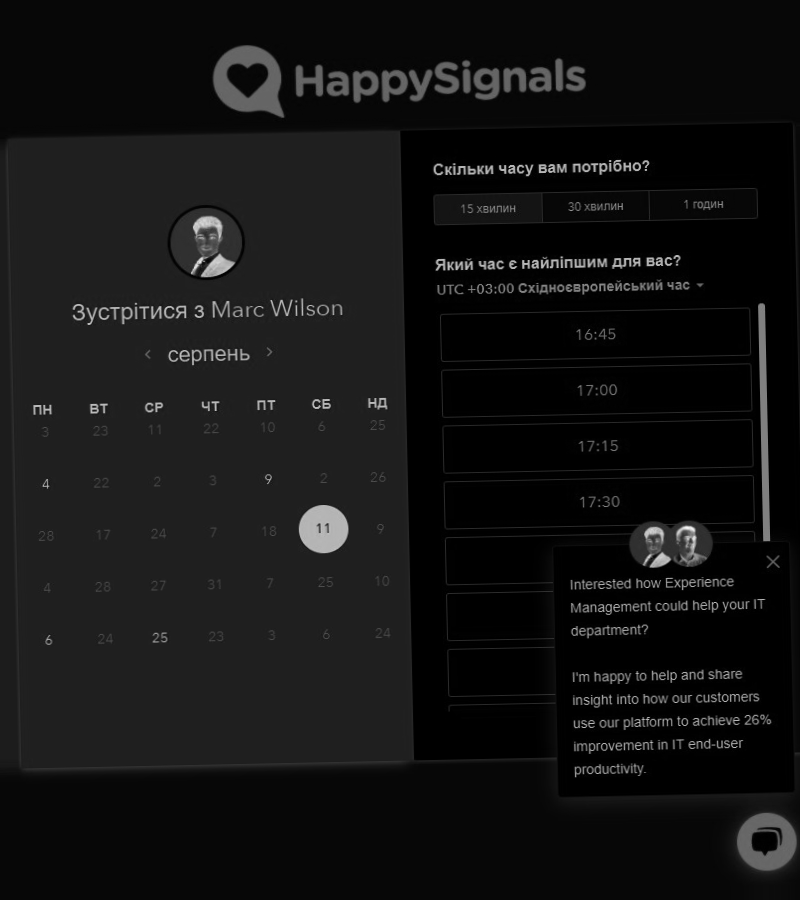 HappySignals
Зустрітися з Marc Wilson
серпень
ПН ВТ СР ЧТ ПТ СБ НД
3 23 11 22 10 6 25
4 22 2 3 9 2 26
28 17 24 7 18 11 9
4 28 27 31 7 25 10
6 24 25 23 3 6 24
Скільки часу вам потрібно?
15 хвилин 30 хвилин 1 годин
Який час є найліпшим для вас?
UTC +03:00 Східноєвропейський час
16:45
17:00
17:15
17:30
Interested how Experience
Management could help your IT
department?
I'm happy to help and share
insight into how our customers
use our platform to achieve 26%
improvement in IT end-user
productivity.